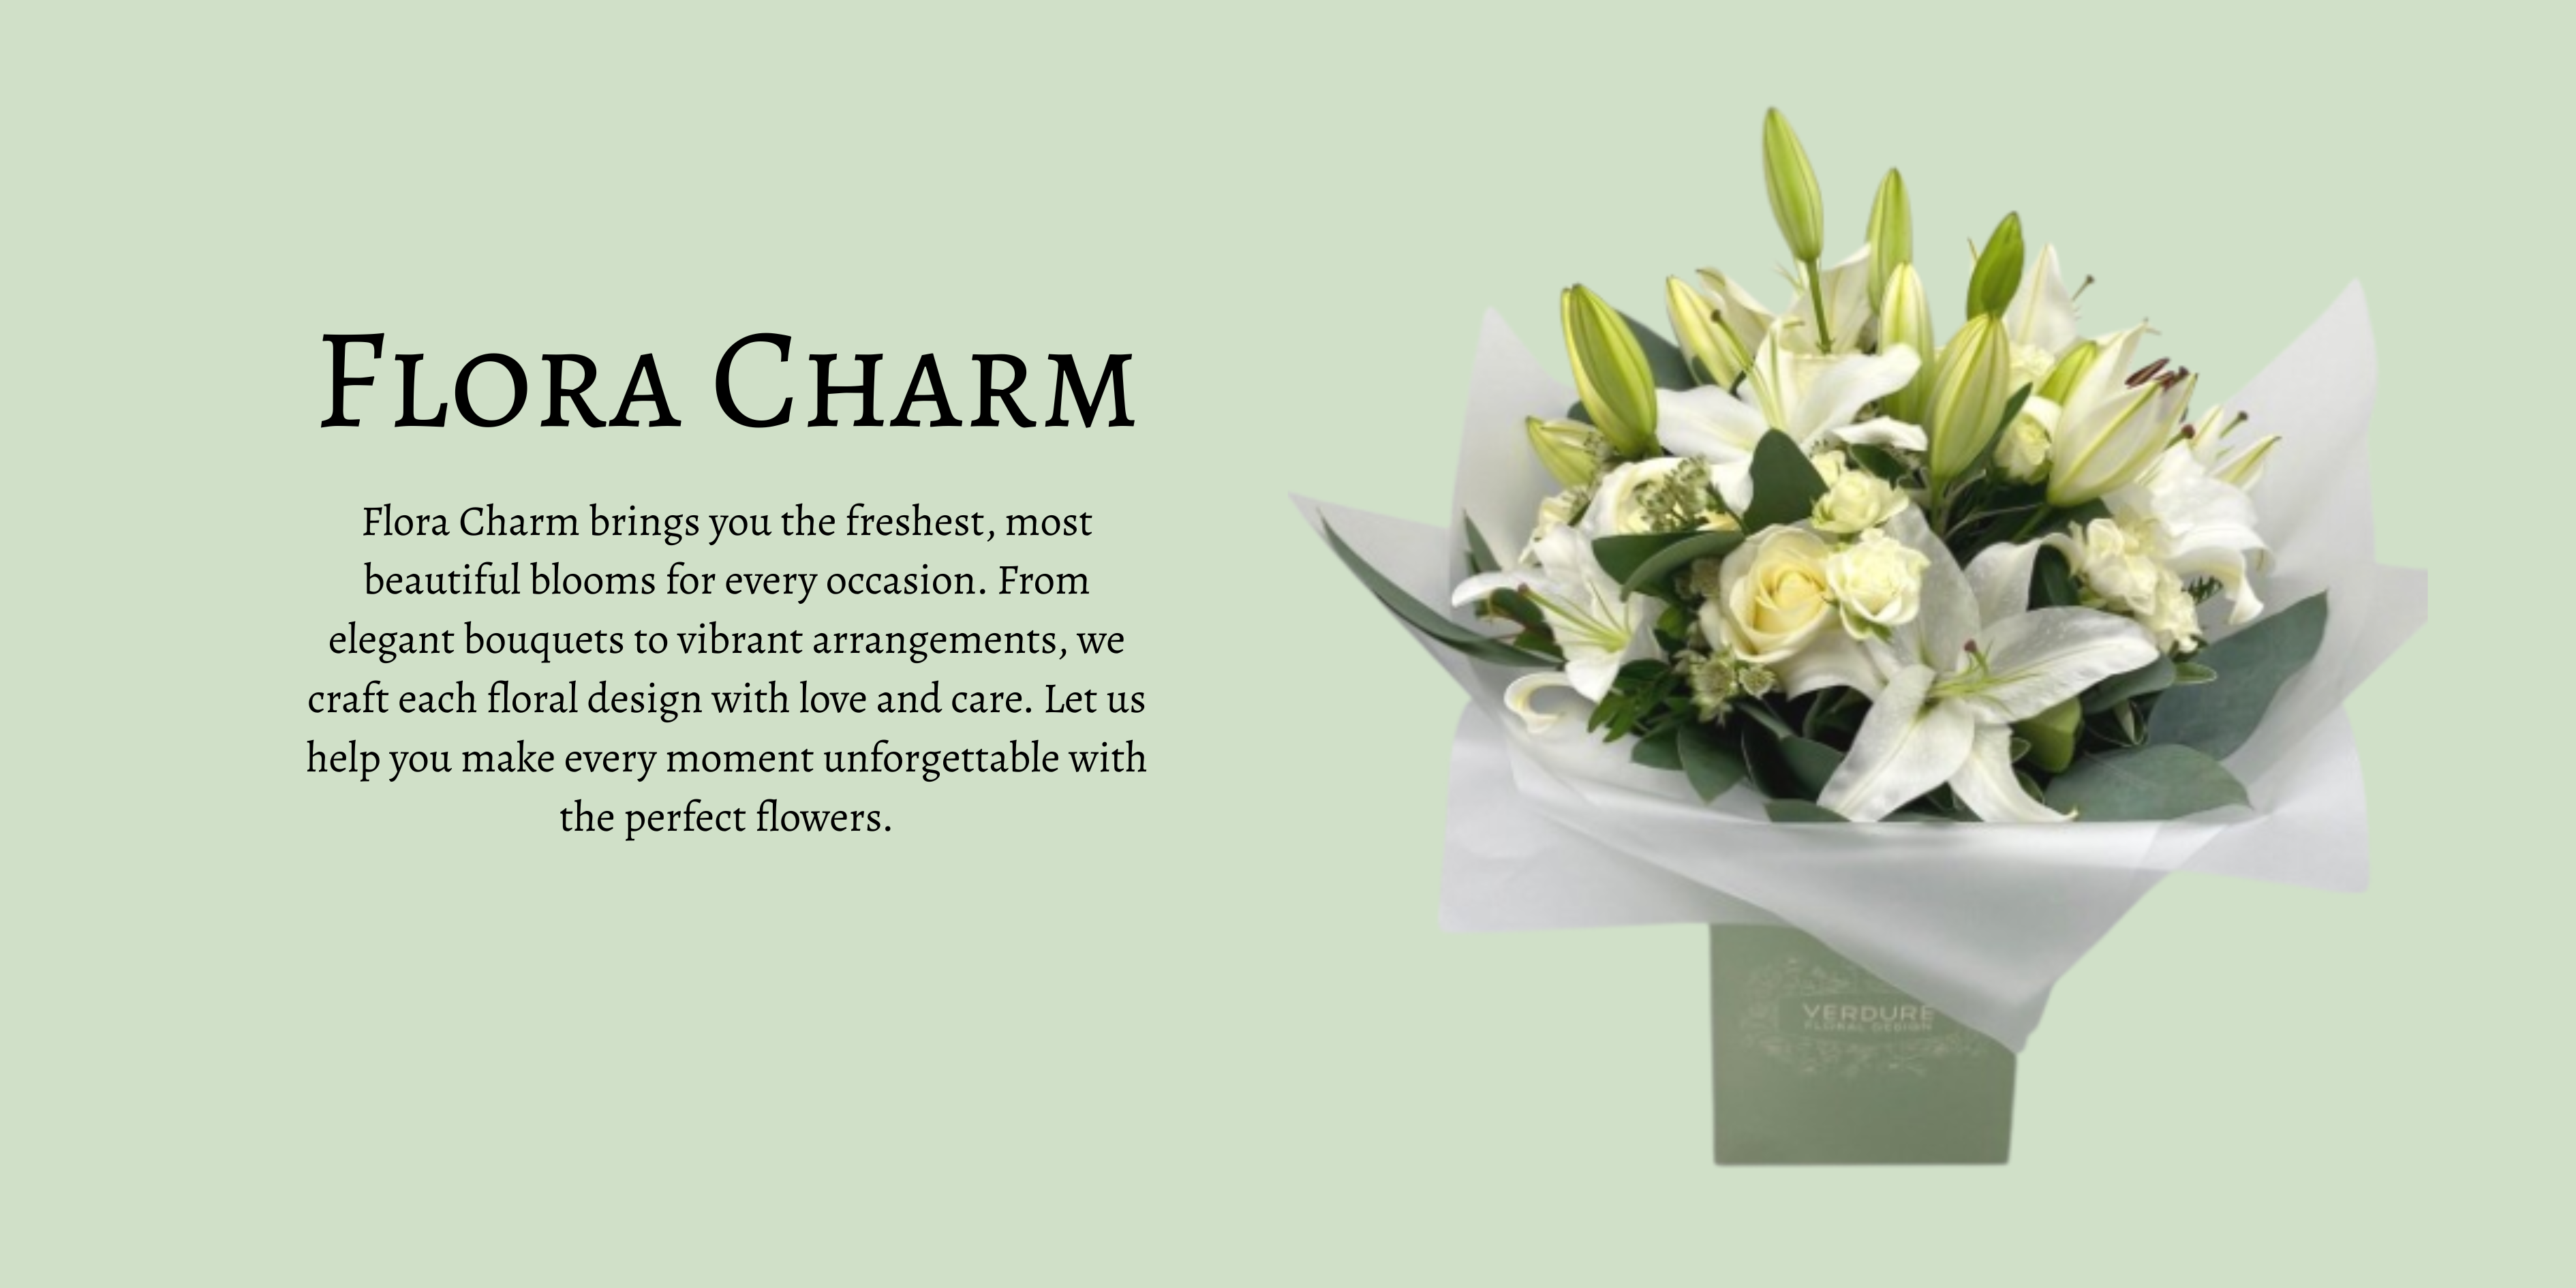 FLORA CHARM
Flora Charm brings you the freshest, most
beautiful blooms for every occasion. From
elegant bouquets to vibrant arrangements, we
craft each floral design with love and care. Let us
help you make every moment unforgettable with
the perfect flowers.
VERDURE
FLORAL DESIGN